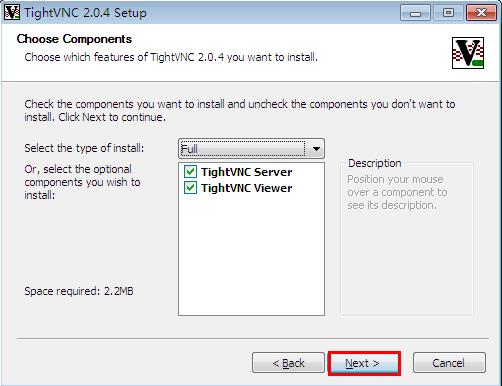 TightVNC 2.0.4 Setup
Choose Components
Choose which features of TightVNC 2.0.4 you want to install.
Check the components you want to install and uncheck the components you don't want to
install. Click Next to continue.
Select the type of install:
Full
Or, select the optional
components you wish to
install:
TightVNC Server
TightVNC Viewer
Description
Position your mouse
over a component to
see its description.
Space required: 2.2MB
< Back
Next >
Cancel